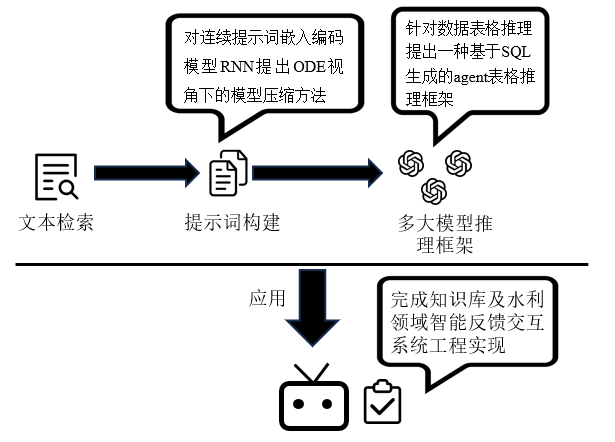 对连续提示词嵌入编码
模型RNN提出ODE视
角下的模型压缩方法
针对数据表格推理
提出一种基于SQL
生成的agent表格推
理框架
文本检索
提示词构建
多大模型推
理框架
应用
完成知识库及水利
领域智能反馈交互
系统工程实现